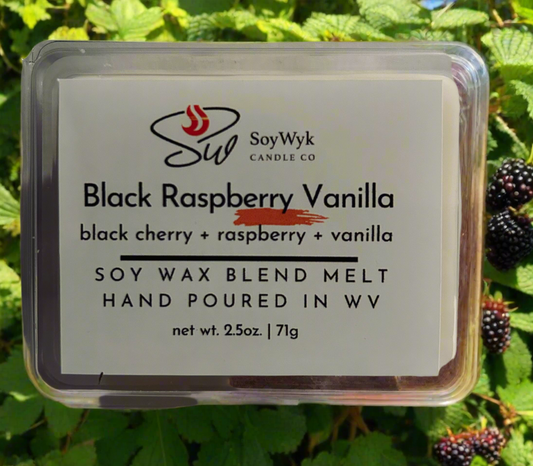 Sw
SoyWyk
CANDLE CO
Black Raspberry Vanilla
black cherry + raspberry + vanilla
SOY WAX BLEND MELT
HAND POURED IN WV
net wt. 2.5oz. | 71g